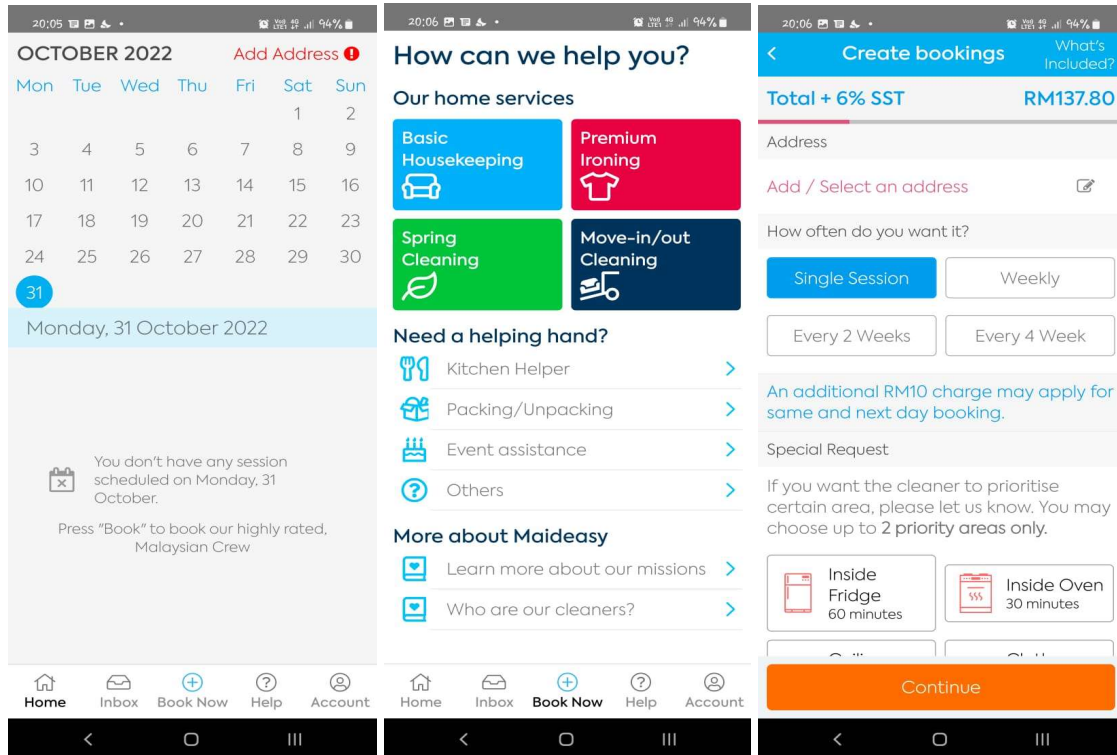 20:05
94%
OCTOBER 2022
Add Address
Mon Tue Wed Thu Fri Sat Sun
1 2
3 4 5 6 7 8 9
10 11 12 13 14 15 16
17 18 19 20 21 22 23
24 25 26 27 28 29 30
31
Monday, 31 October 2022
You don't have any session
scheduled on Monday, 31
October.
Press "Book" to book our highly rated,
Malaysian Crew
Home Inbox Book Now Help Account
20:06
94%
How can we help you?
Our home services
Basic
Housekeeping
Premium
Ironing
Spring
Cleaning
Move-in/out
Cleaning
Need a helping hand?
Kitchen Helper
Packing/Unpacking
Event assistance
Others
More about Maideasy
Learn more about our missions
Who are our cleaners?
Home Inbox Book Now Help Account
20:06
94%
Create bookings
What's
Included?
Total + 6% SST RM137.80
Address
Add / Select an address
How often do you want it?
Single Session
Weekly
Every 2 Weeks
Every 4 Week
An additional RM10 charge may apply for
same and next day booking.
Special Request
If you want the cleaner to prioritise
certain area, please let us know. You may
choose up to 2 priority areas only.
Inside
Fridge
60 minutes
Inside Oven
30 minutes
Continue